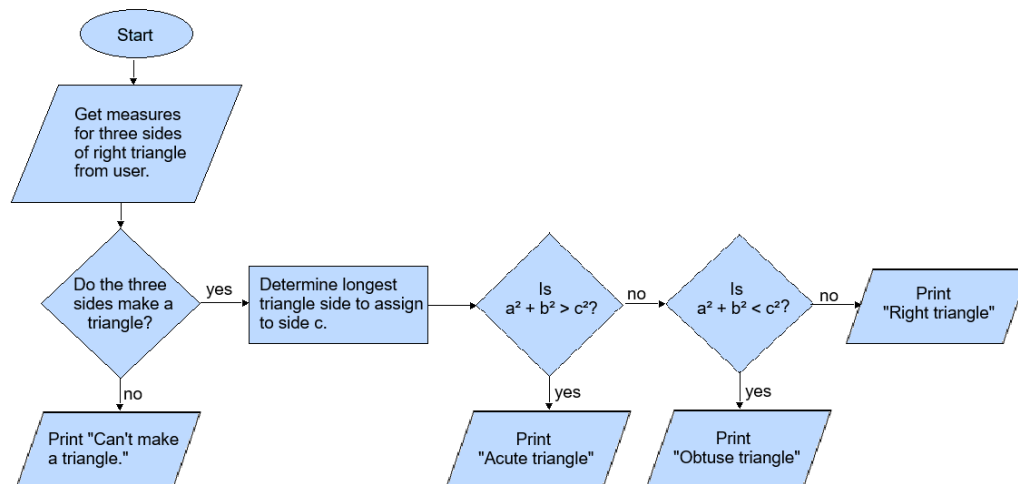 Start
Get measures
for three sides
of right triangle
from user.
Do the three
sides make a
triangle?
yes
no
Print "Can't make
a triangle."
Determine longest
triangle side to assign
to side c.
Is
a² + b² > c²?
no
yes
Print
"Acute triangle"
Is
a² + b² < c²?
no
yes
Print
"Obtuse triangle"
Print
"Right triangle"